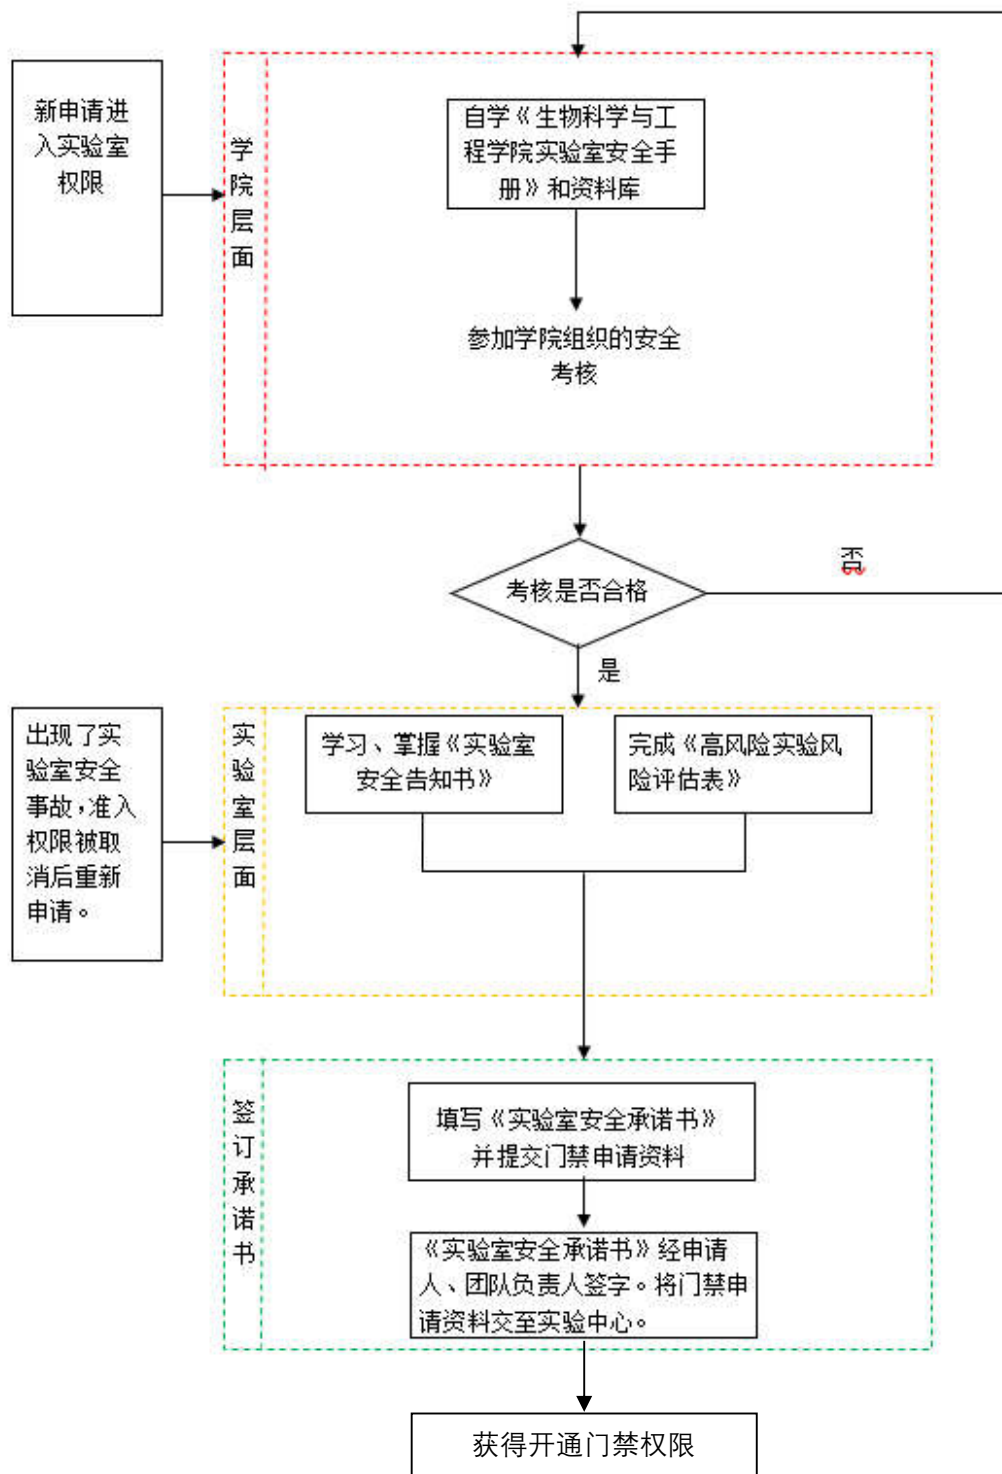 新申请进
入实验室
权限
学
院
层
面
自学《生物科学与工
程学院实验室安全手
册》和资料库
参加学院组织的安全
考核
考核是否合格
否
是
出现了实
验室安全
事故，准入
权限被取
消后重新
申请。
实
验
室
层
面
学习、掌握《实验室
安全告知书》
完成《高风险实验风
险评估表》
签
订
承
诺
书
填写《实验室安全承诺书》
并提交门禁申请资料
《实验室安全承诺书》经申请
人、团队负责人签字。将门禁申
请资料交至实验中心。
获得开通门禁权限